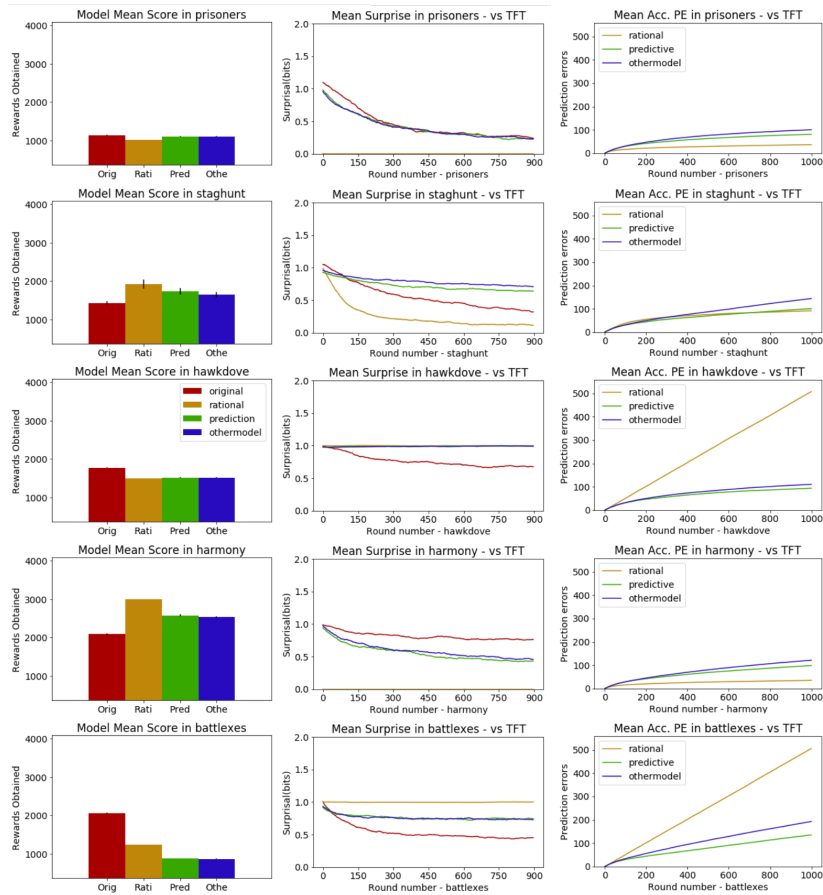 Model Mean Score in prisoners
Rewards Obtained
4000
3000
2000
1000
Orig Rati Pred Othe
Mean Surprise in prisoners - vs TFT
Surprisal(bits)
2.0
1.5
1.0
0.5
0.0
0 150 300 450 600 750 900
Round number - prisoners
Mean Acc. PE in prisoners - vs TFT
Prediction errors
500
400
300
200
100
0
rational
predictive
othermodel
0 200 400 600 800 1000
Round number - prisoners
Model Mean Score in staghunt
Rewards Obtained
4000
3000
2000
1000
Orig Rati Pred Othe
Mean Surprise in staghunt - vs TFT
Surprisal(bits)
2.0
1.5
1.0
0.5
0.0
0 150 300 450 600 750 900
Round number - staghunt
Mean Acc. PE in staghunt - vs TFT
Prediction errors
500
400
300
200
100
0
rational
predictive
othermodel
0 200 400 600 800 1000
Round number - staghunt
Model Mean Score in hawkdove
Rewards Obtained
4000
3000
2000
1000
original
rational
prediction
othermodel
Orig Rati Pred Othe
Mean Surprise in hawkdove - vs TFT
Surprisal(bits)
2.0
1.5
1.0
0.5
0.0
0 150 300 450 600 750 900
Round number - hawkdove
Mean Acc. PE in hawkdove - vs TFT
Prediction errors
500
400
300
200
100
0
rational
predictive
othermodel
0 200 400 600 800 1000
Round number - hawkdove
Model Mean Score in harmony
Rewards Obtained
4000
3000
2000
1000
Orig Rati Pred Othe
Mean Surprise in harmony - vs TFT
Surprisal(bits)
2.0
1.5
1.0
0.5
0.0
0 150 300 450 600 750 900
Round number - harmony
Mean Acc. PE in harmony - vs TFT
Prediction errors
500
400
300
200
100
0
rational
predictive
othermodel
0 200 400 600 800 1000
Round number - harmony
Model Mean Score in battlexes
Rewards Obtained
4000
3000
2000
1000
Orig Rati Pred Othe
Mean Surprise in battlexes - vs TFT
Surprisal(bits)
2.0
1.5
1.0
0.5
0.0
0 150 300 450 600 750 900
Round number - battlexes
Mean Acc. PE in battlexes - vs TFT
Prediction errors
500
400
300
200
100
0
rational
predictive
othermodel
0 200 400 600 800 1000
Round number - battlexes